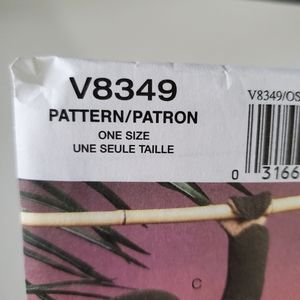 V8349
PATTERN/PATRON
ONE SIZE
UNE SEULE TAILLE
V8349/OS
0 3166
C